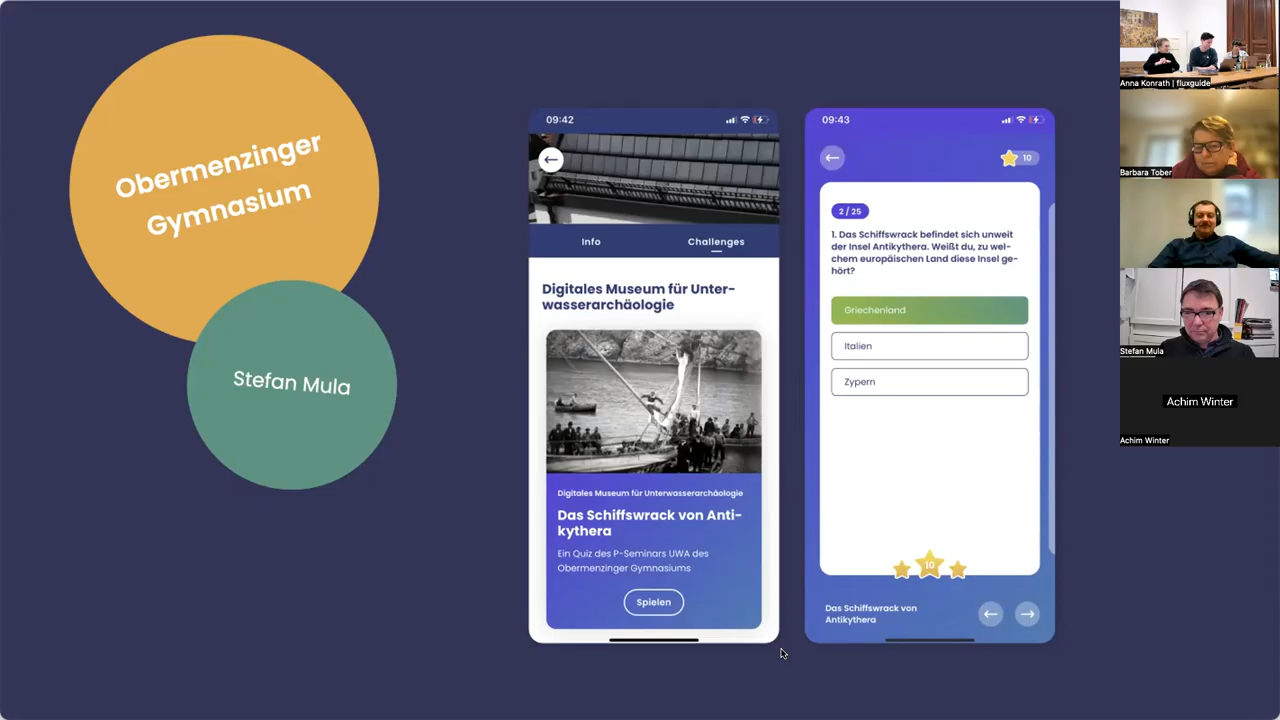 Obermenzinger
Gymnasium
Stefan Mula
09:42
Info
Challenges
Digitales Museum für Unter-
wasserarchäologie
Digitales Museum für Unterwasserarchäologie
Das Schiffswrack von Anti-
kythera
Ein Quiz des P-Seminars UWA des
Obermenzinger Gymnasiums
Spielen
09:43
10
2 / 25
1. Das Schiffswrack befindet sich unweit
der Insel Antikythera. Weißt du, zu wel-
chem europäischen Land diese Insel ge-
hört?
Griechenland
Italien
Zypern
10
Das Schiffswrack von
Antikythera
Anna Konrath | fluxguide
Barbara Tober
Stefan Mula
Achim Winter
Achim Winter